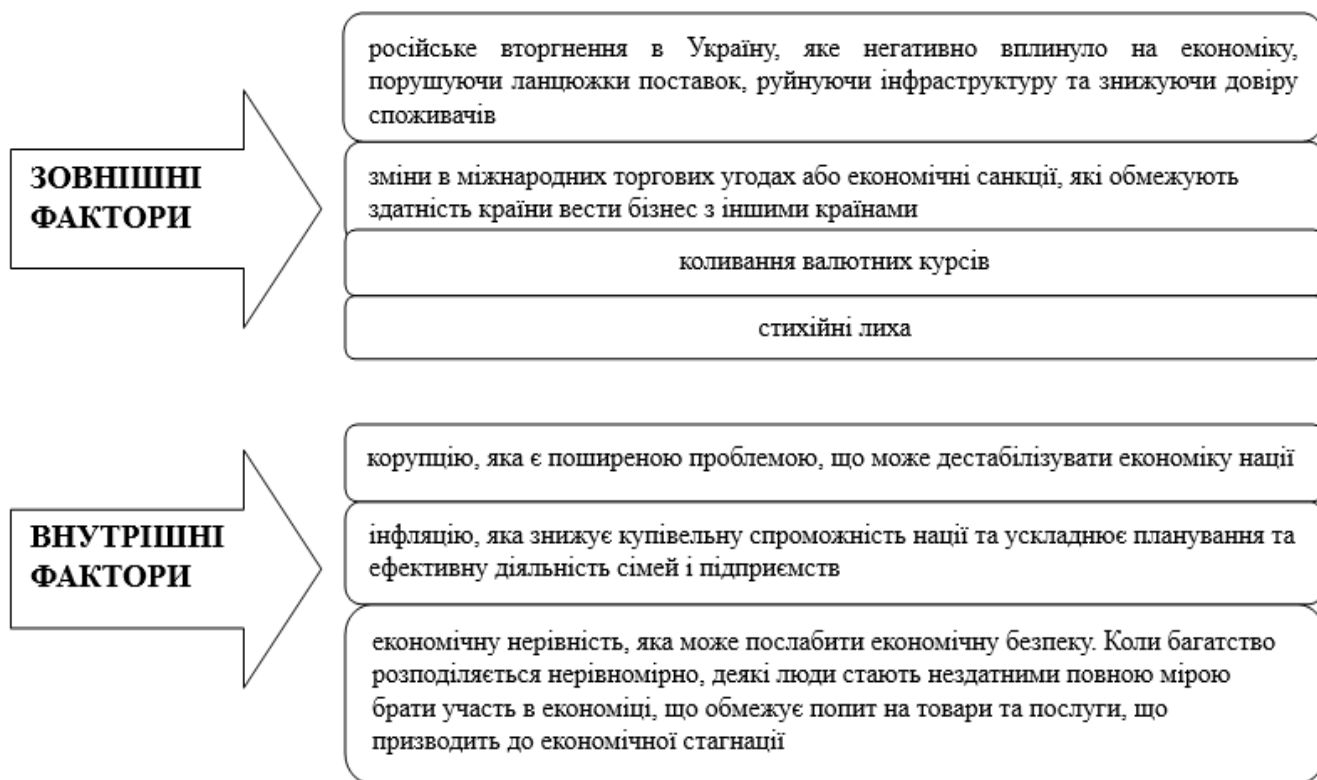 російське вторгнення в Україну, яке негативно вплинуло на економіку,
порушуючи ланцюжки поставок, руйнуючи інфраструктуру та знижуючи довіру
споживачів
ЗОВНІШНІ
ФАКТОРИ
зміни в міжнародних торгових угодах або економічні санкції, які обмежують
здатність країни вести бізнес з іншими країнами
коливання валютних курсів
стихійні лиха
корупцію, яка є поширеною проблемою, що може дестабілізувати економіку нації
ВНУТРІШНІ
ФАКТОРИ
інфляцію, яка знижує купівельну спроможність нації та ускладнює планування та
ефективну діяльність сімей і підприємств
економічну нерівність, яка може послабити економічну безпеку. Коли багатство
розподіляється нерівномірно, деякі люди стають нездатними повною мірою
брати участь в економіці, що обмежує попит на товари та послуги, що
призводить до економічної стагнації